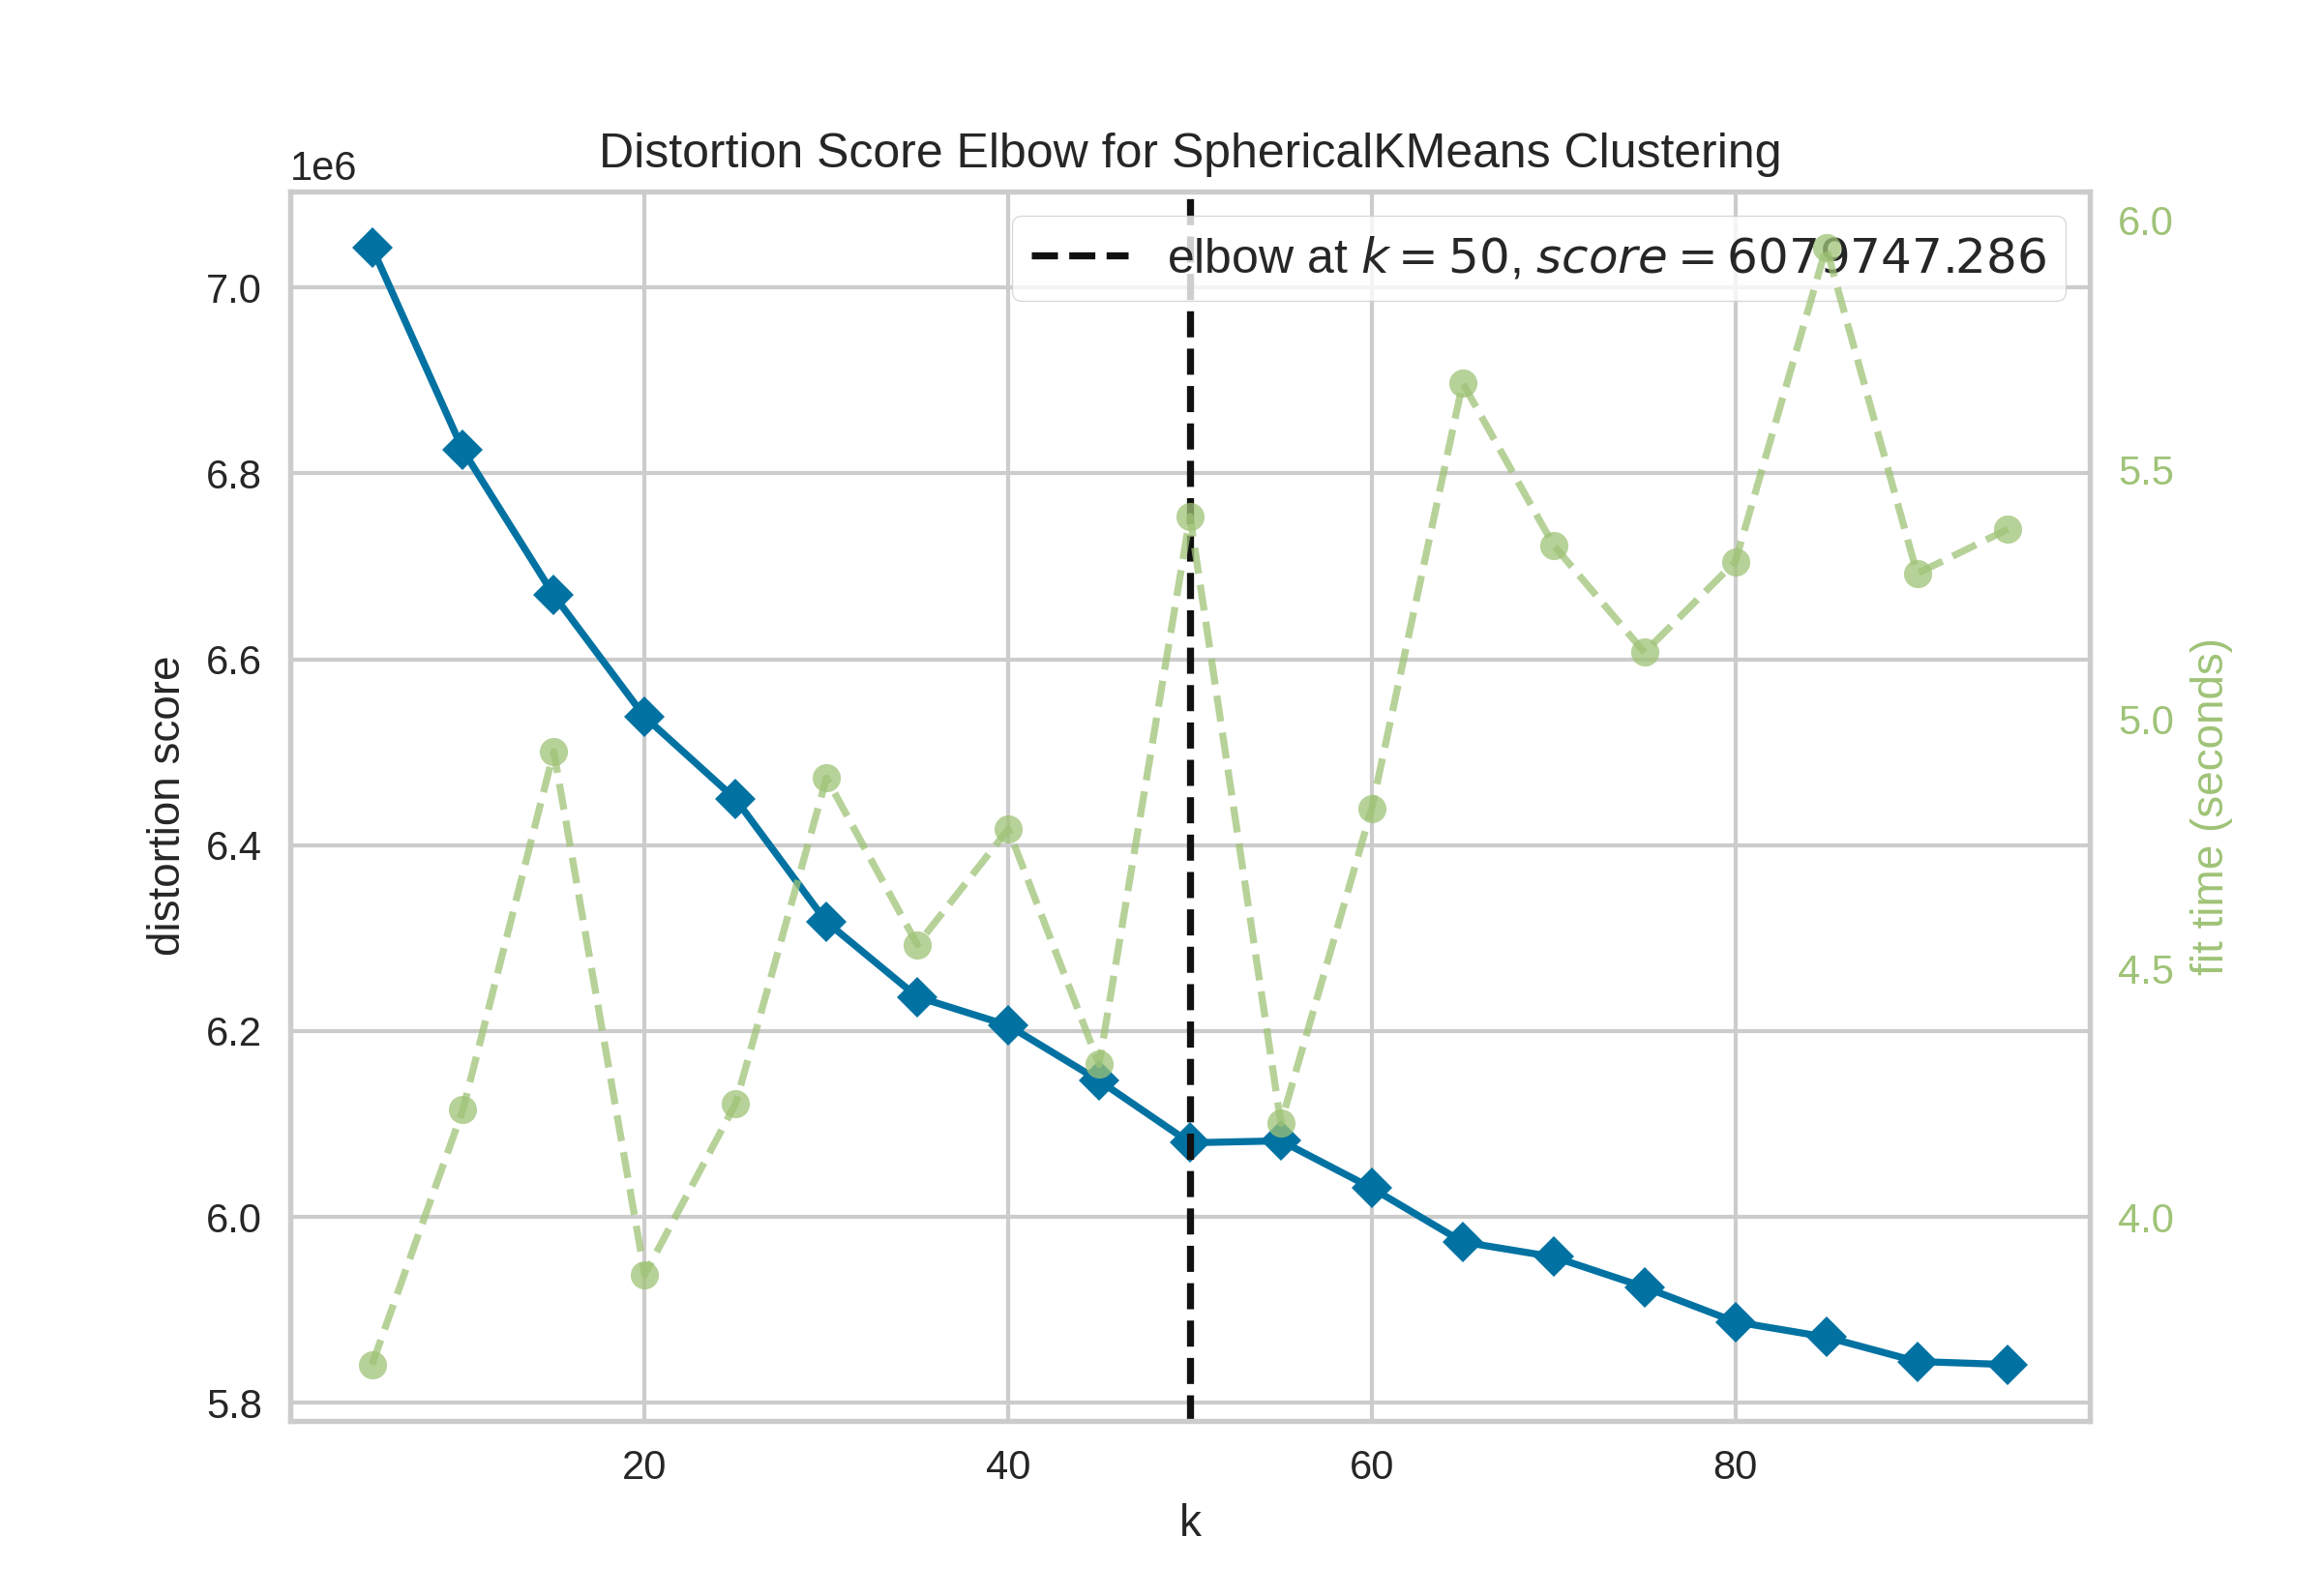 Distortion Score Elbow for SphericalKMeans Clustering
1e6
elbow at k = 50, score = 6079747.286
7.0
6.8
6.6
6.4
6.2
6.0
5.8
distortion score
6.0
5.5
5.0
4.5
4.0
fit time (seconds)
20
40
60
80
k